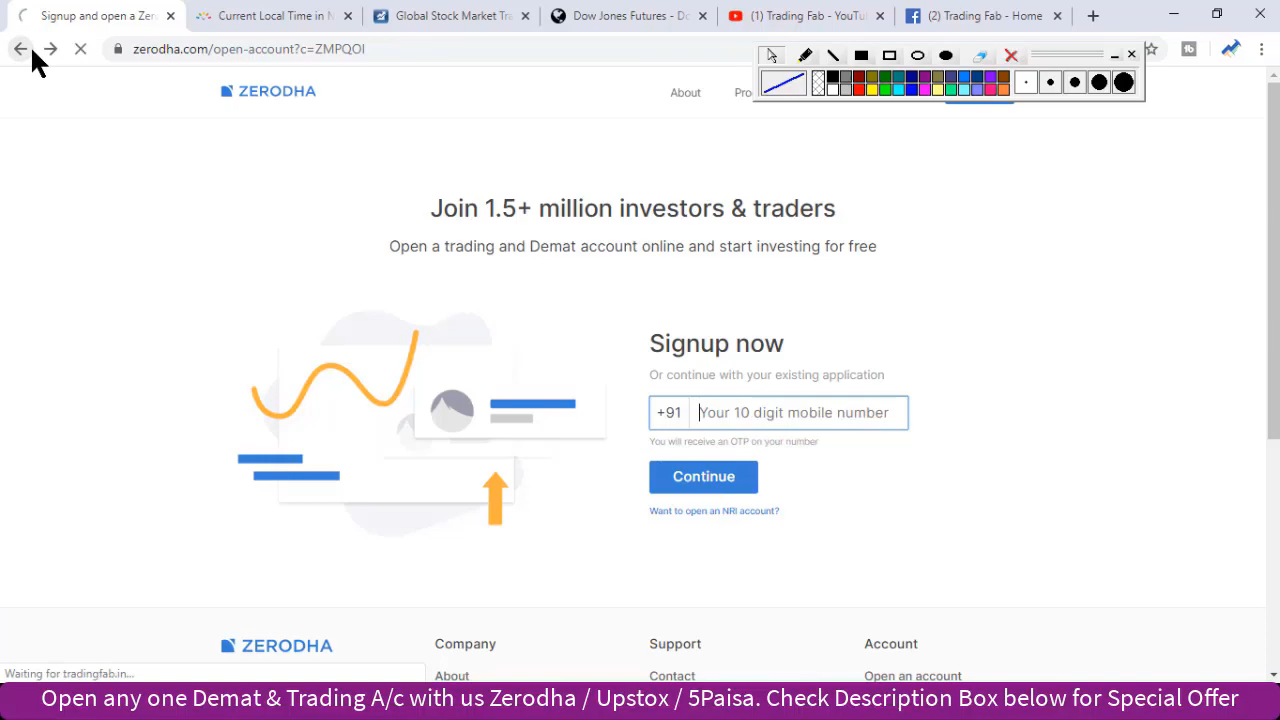 Signup and open a Zer
Current Local Time in N
Global Stock Market Tra
Dow Jones Futures - Do
(1) Trading Fab - YouTu
(2) Trading Fab - Home
zerodha.com/open-account?c=ZMPQOI
ZERODHA
About
Pro
Join 1.5+ million investors & traders
Open a trading and Demat account online and start investing for free
Signup now
Or continue with your existing application
+91 Your 10 digit mobile number
You will receive an OTP on your number
Continue
Want to open an NRI account?
ZERODHA
Company
Support
Account
About
Contact
Open an account
Waiting for tradingfab.in...
Open any one Demat & Trading A/c with us Zerodha / Upstox / 5Paisa. Check Description Box below for Special Offer